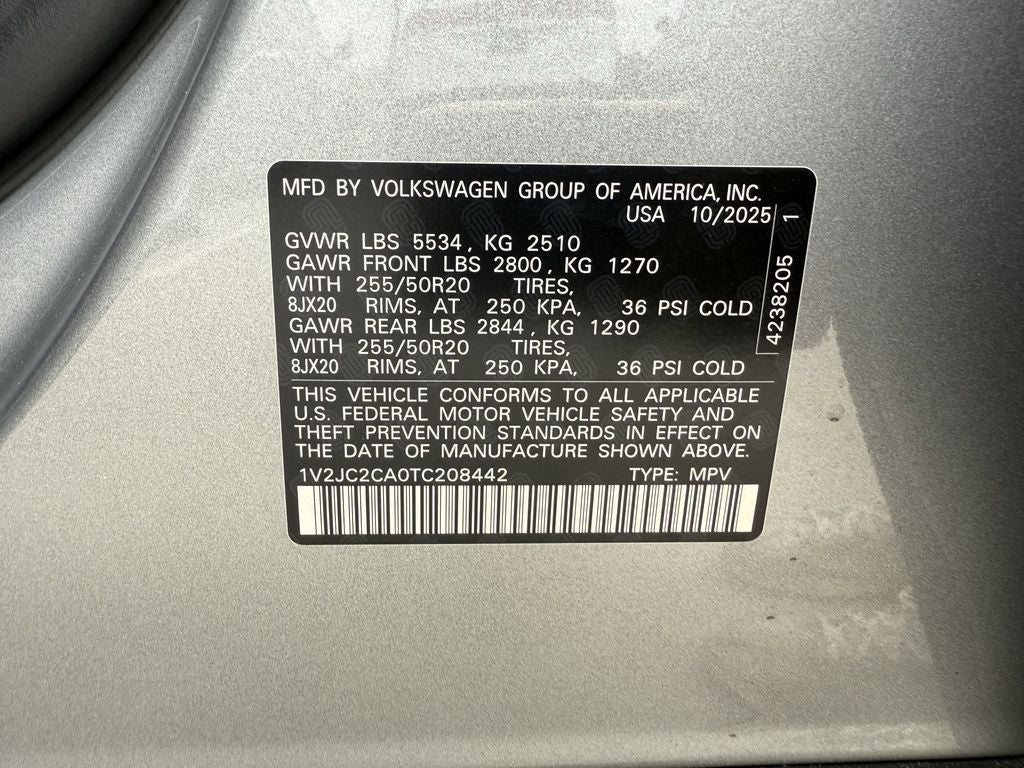 MFD BY VOLKSWAGEN GROUP OF AMERICA, INC.
USA 10/2025
GVWR LBS 5534, KG 2510
GAWR FRONT LBS 2800, KG 1270
WITH 255/50R20 TIRES,
8JX20 RIMS, AT 250 KPA, 36 PSI COLD
GAWR REAR LBS 2844, KG 1290
WITH 255/50R20 TIRES,
8JX20 RIMS, AT 250 KPA, 36 PSI COLD
4238205 1
THIS VEHICLE CONFORMS TO ALL APPLICABLE
U.S. FEDERAL MOTOR VEHICLE SAFETY AND
THEFT PREVENTION STANDARDS IN EFFECT ON
THE DATE OF MANUFACTURE SHOWN ABOVE.
1V2JC2CA0TC208442 TYPE: MPV